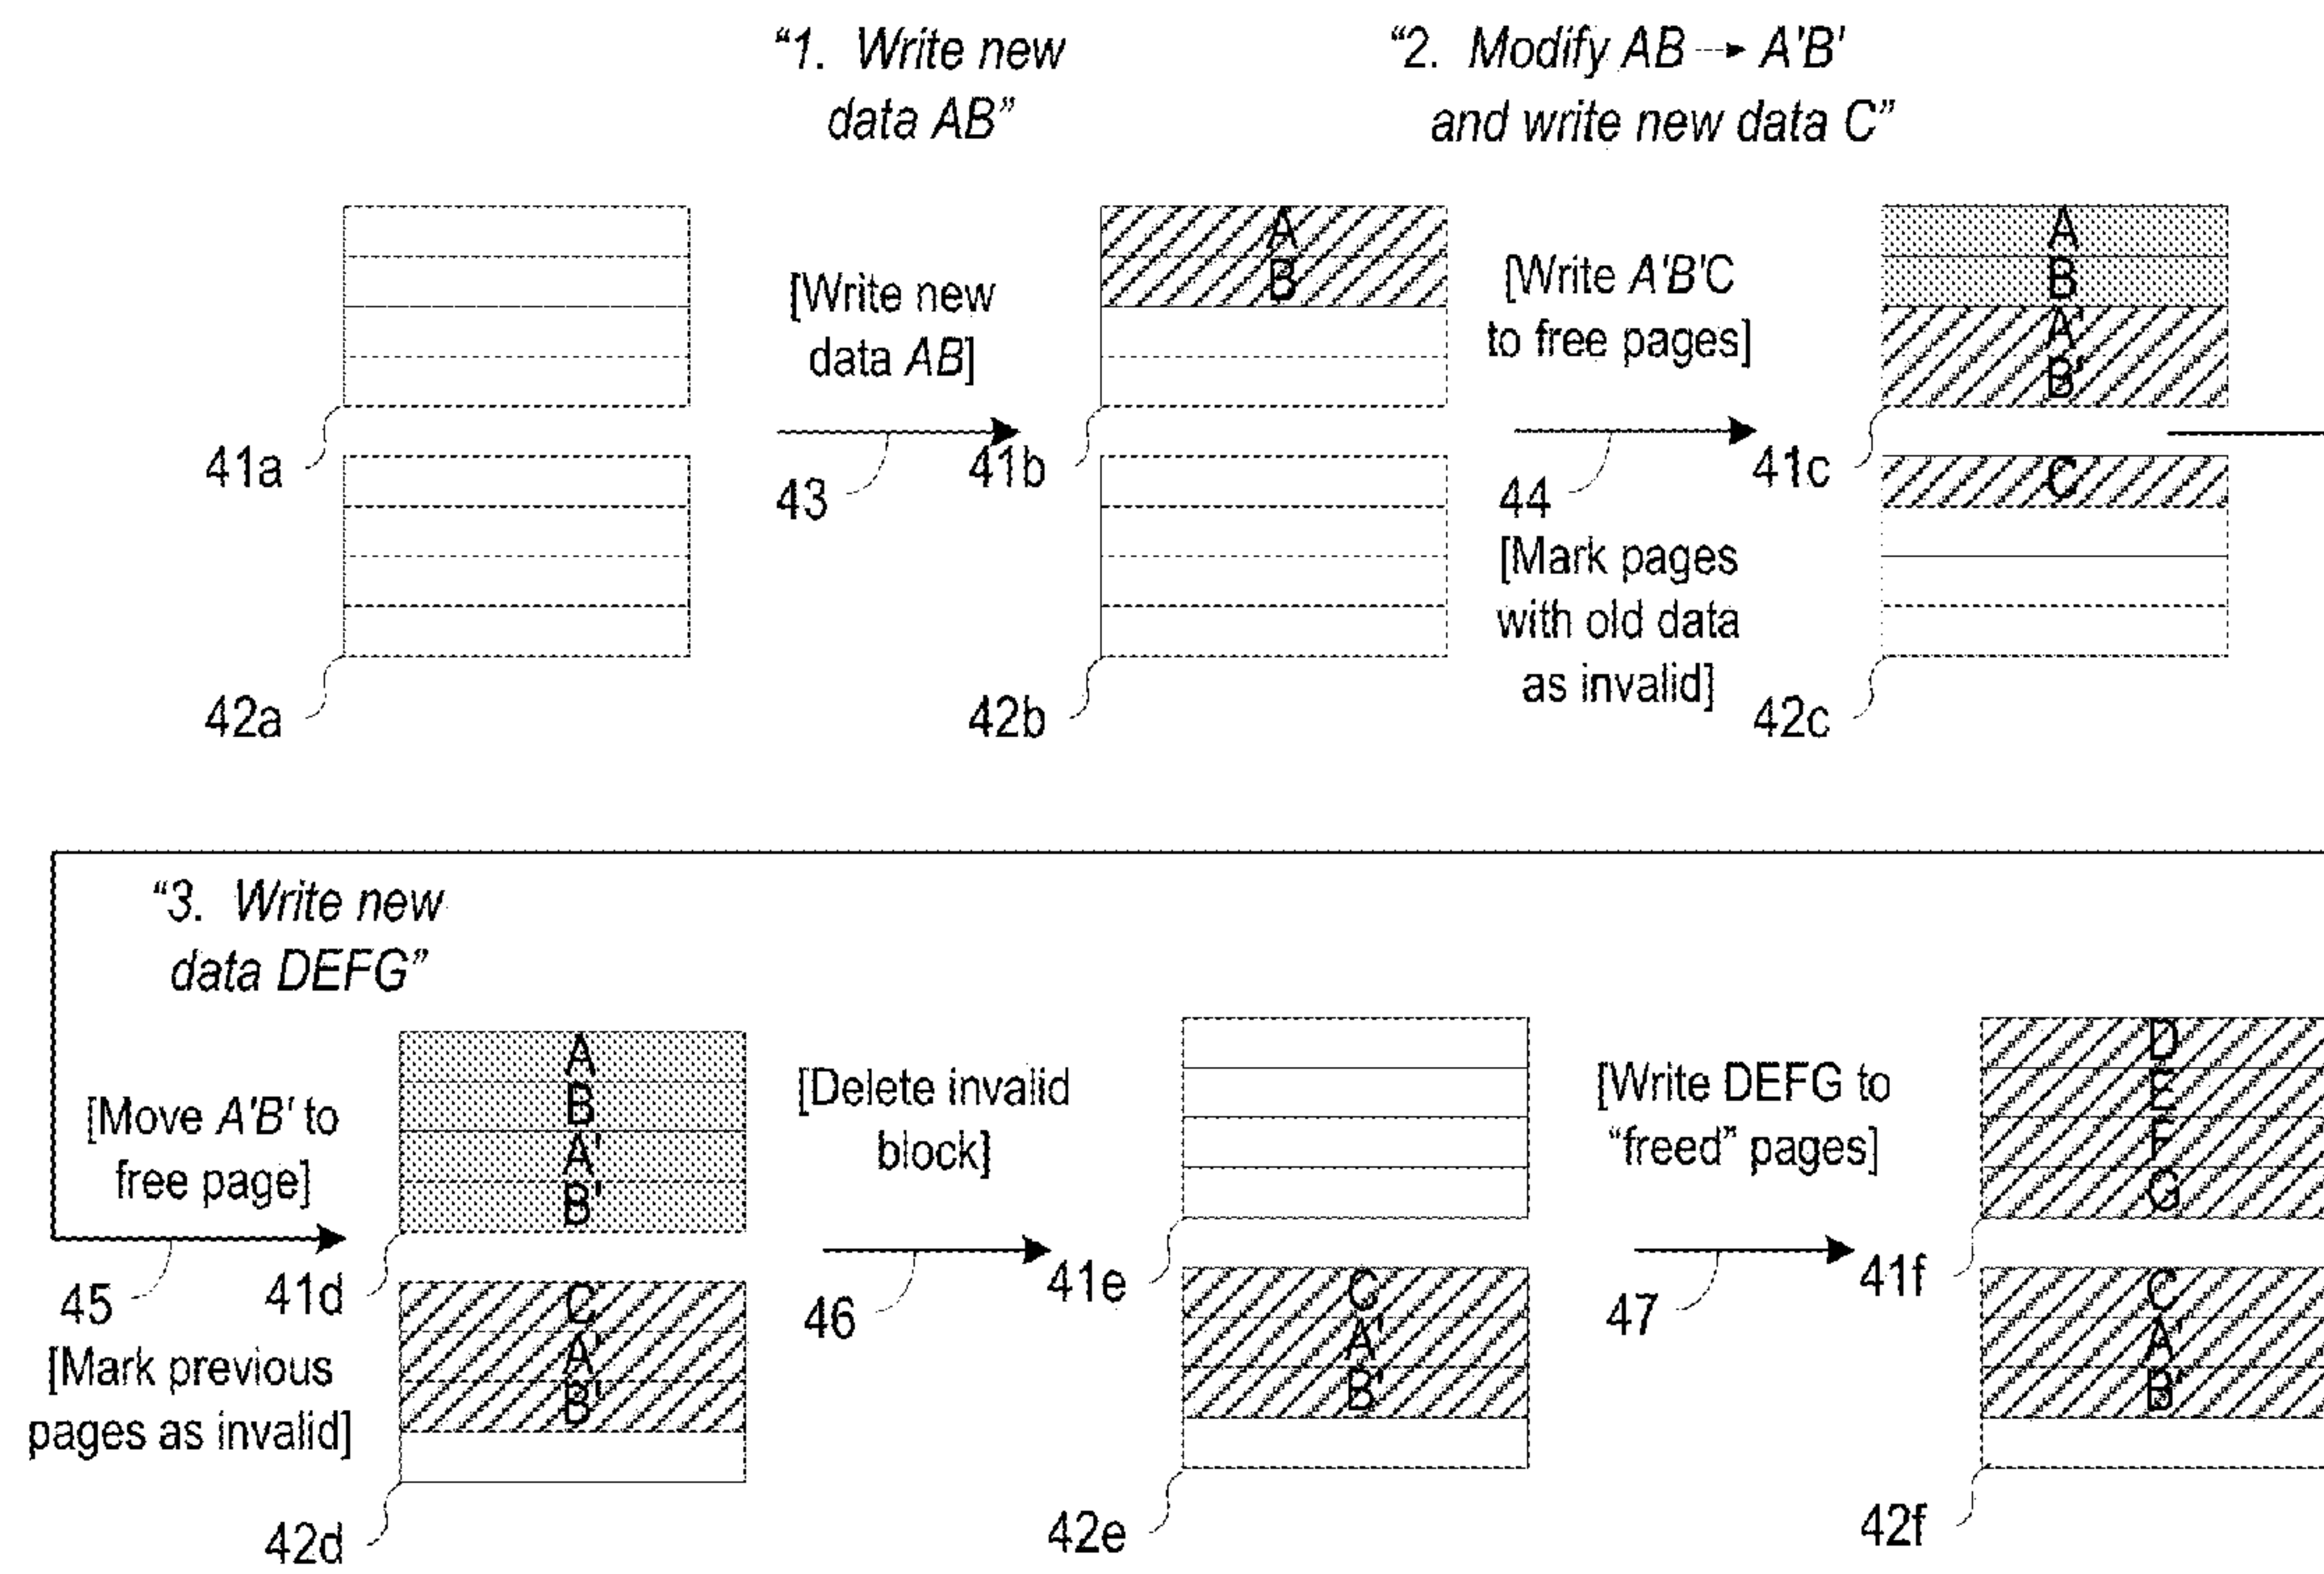 “1. Write new
data AB”
“2. Modify AB --► A'B'
and write new data C”
[Write new
data AB]
43
41a
42a
A
B
41b
42b
[Write A'B'C
to free pages]
44
[Mark pages
with old data
as invalid]
A
B
A'
B'
41c
C
42c
“3. Write new
data DEFG”
[Move A'B' to
free page]
45
[Mark previous
pages as invalid]
A
B
A'
B'
41d
C
A'
B'
42d
[Delete invalid
block]
46
41e
C
A'
B'
42e
[Write DEFG to
“freed” pages]
47
D
E
F
G
41f
C
A'
B'
42f